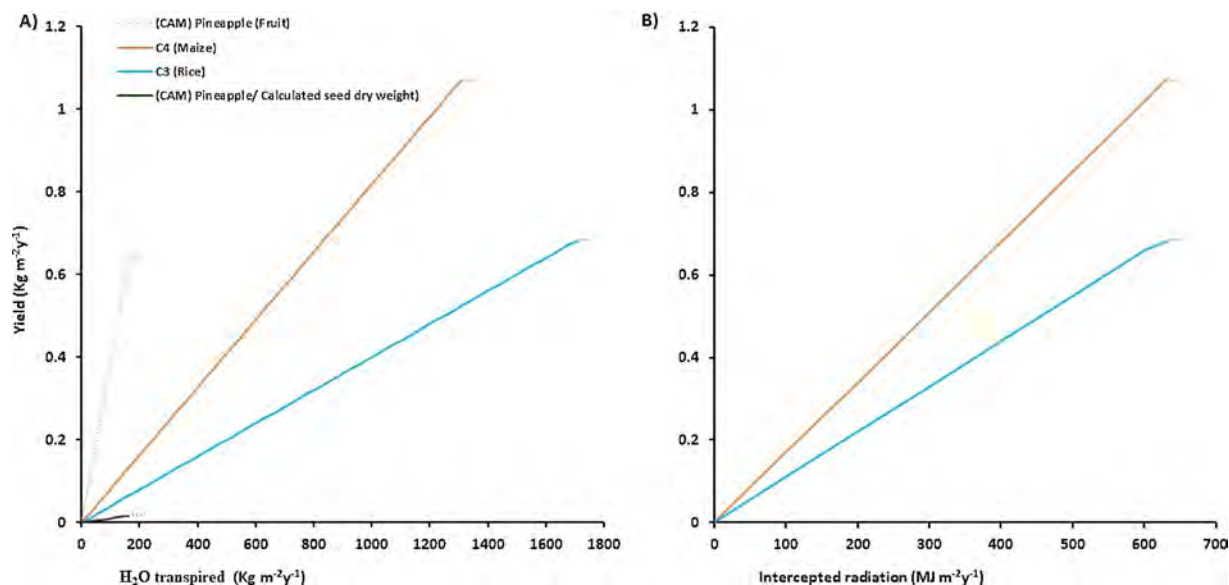 A)
(CAM) Pineapple (Fruit)
C4 (Maize)
C3 (Rice)
(CAM) Pineapple/ Calculated seed dry weight)
1.2
1
0.8
0.6
0.4
0.2
0
Yield (Kg m⁻²y⁻¹)
0 200 400 600 800 1000 1200 1400 1600 1800
H₂O transpired (Kg m⁻²y⁻¹)
B)
1.2
1
0.8
0.6
0.4
0.2
0
0 100 200 300 400 500 600 700
Intercepted radiation (MJ m⁻²y⁻¹)